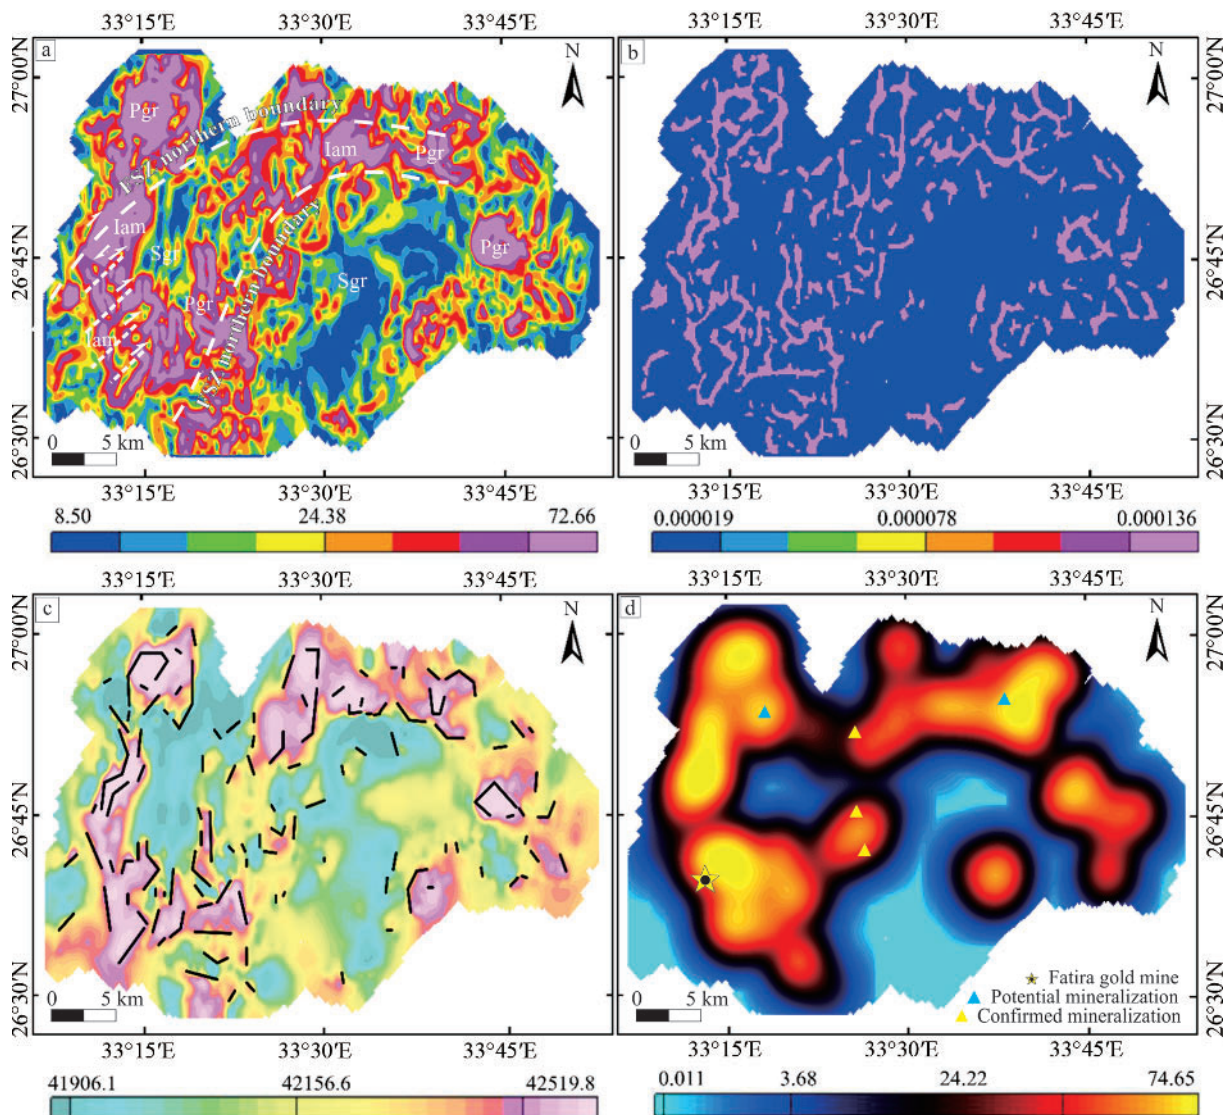 33°15′E 33°30′E 33°45′E 33°15′E 33°30′E 33°45′E
a
N
b
N
27°00′N
26°45′N
26°30′N
Pgr
VSZ northern boundary
Iam
Pgr
Iam
Sgr
Pgr
Sgr
Pgr
VSZ northern boundary
Iam
0 5 km
0 5 km
27°00′N
26°45′N
26°30′N
33°15′E 33°30′E 33°45′E 33°15′E 33°30′E 33°45′E
8.50 24.38 72.66
0.000019 0.000078 0.000136
33°15′E 33°30′E 33°45′E 33°15′E 33°30′E 33°45′E
c
N
d
N
27°00′N
26°45′N
26°30′N
0 5 km
0 5 km
Fatira gold mine
Potential mineralization
Confirmed mineralization
27°00′N
26°45′N
26°30′N
33°15′E 33°30′E 33°45′E 33°15′E 33°30′E 33°45′E
41906.1 42156.6 42519.8
0.011 3.68 24.22 74.65